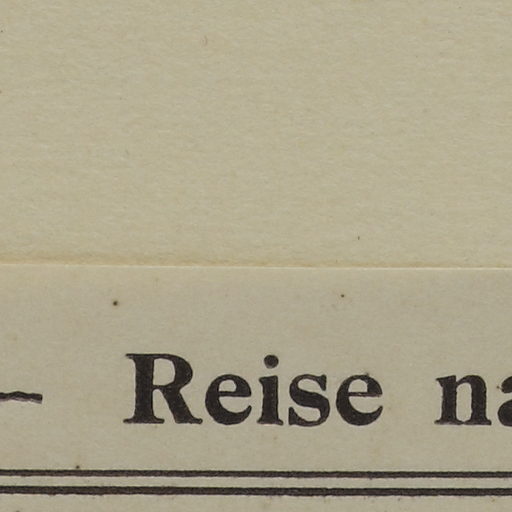 — Reise na